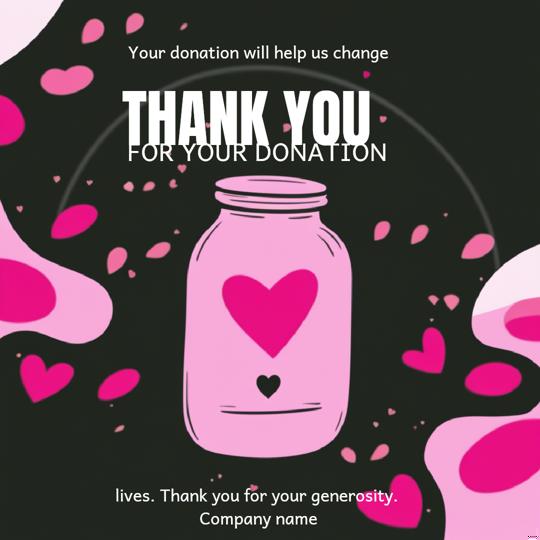 Your donation will help us change
THANK YOU
FOR YOUR DONATION
lives. Thank you for your generosity.
Company name